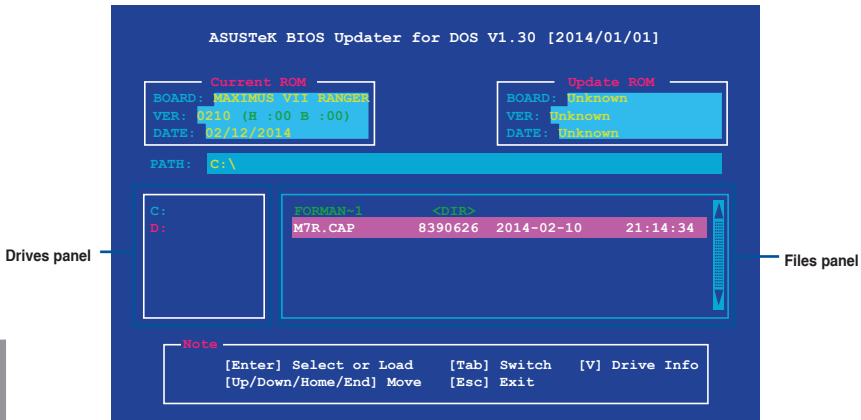 ASUSTeK BIOS Updater for DOS V1.30 [2014/01/01]
Current ROM
BOARD: MAXIMUS VII RANGER
VER: 0210 (H :00 B :00)
DATE: 02/12/2014
Update ROM
BOARD: Unknown
VER: Unknown
DATE: Unknown
PATH: C:\
C:
D:
FORMAN~1 <DIR>
M7R.CAP 8390626 2014-02-10 21:14:34
Drives panel
Files panel
Note
[Enter] Select or Load [Tab] Switch [V] Drive Info
[Up/Down/Home/End] Move [Esc] Exit